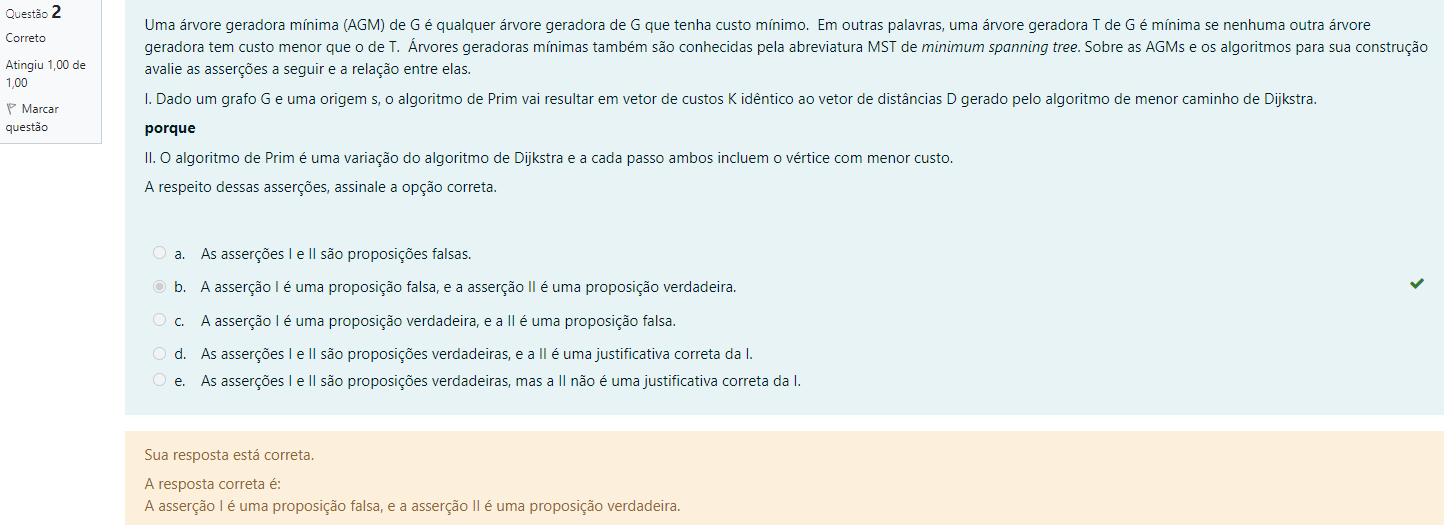 Questão 2
Correto
Atingiu 1,00 de
1,00
Marcar
questão
Uma árvore geradora mínima (AGM) de G é qualquer árvore geradora de G que tenha custo mínimo.  Em outras palavras, uma árvore geradora T de G é mínima se nenhuma outra árvore
geradora tem custo menor que o de T.  Árvores geradoras mínimas também são conhecidas pela abreviatura MST de minimum spanning tree. Sobre as AGMs e os algoritmos para sua construção
avalie as asserções a seguir e a relação entre elas.
I. Dado um grafo G e uma origem s, o algoritmo de Prim vai resultar em vetor de custos K idêntico ao vetor de distâncias D gerado pelo algoritmo de menor caminho de Dijkstra.
porque
II. O algoritmo de Prim é uma variação do algoritmo de Dijkstra e a cada passo ambos incluem o vértice com menor custo.
A respeito dessas asserções, assinale a opção correta.
a. As asserções I e II são proposições falsas.
b. A asserção I é uma proposição falsa, e a asserção II é uma proposição verdadeira.
c. A asserção I é uma proposição verdadeira, e a II é uma proposição falsa.
d. As asserções I e II são proposições verdadeiras, e a II é uma justificativa correta da I.
e. As asserções I e II são proposições verdadeiras, mas a II não é uma justificativa correta da I.
Sua resposta está correta.
A resposta correta é:
A asserção I é uma proposição falsa, e a asserção II é uma proposição verdadeira.